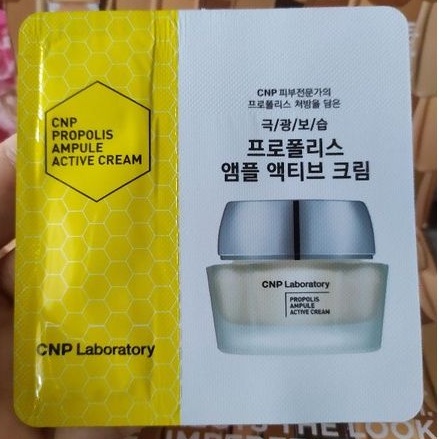 CNP
PROPOLIS
AMPULE
ACTIVE CREAM
CNP Laboratory
CNP 피부전문가의
프로폴리스 처방을 담은
극/광/보/습
프로폴리스
앰플 액티브 크림
CNP Laboratory
PROPOLIS
AMPULE
ACTIVE CREAM
THE LOOK